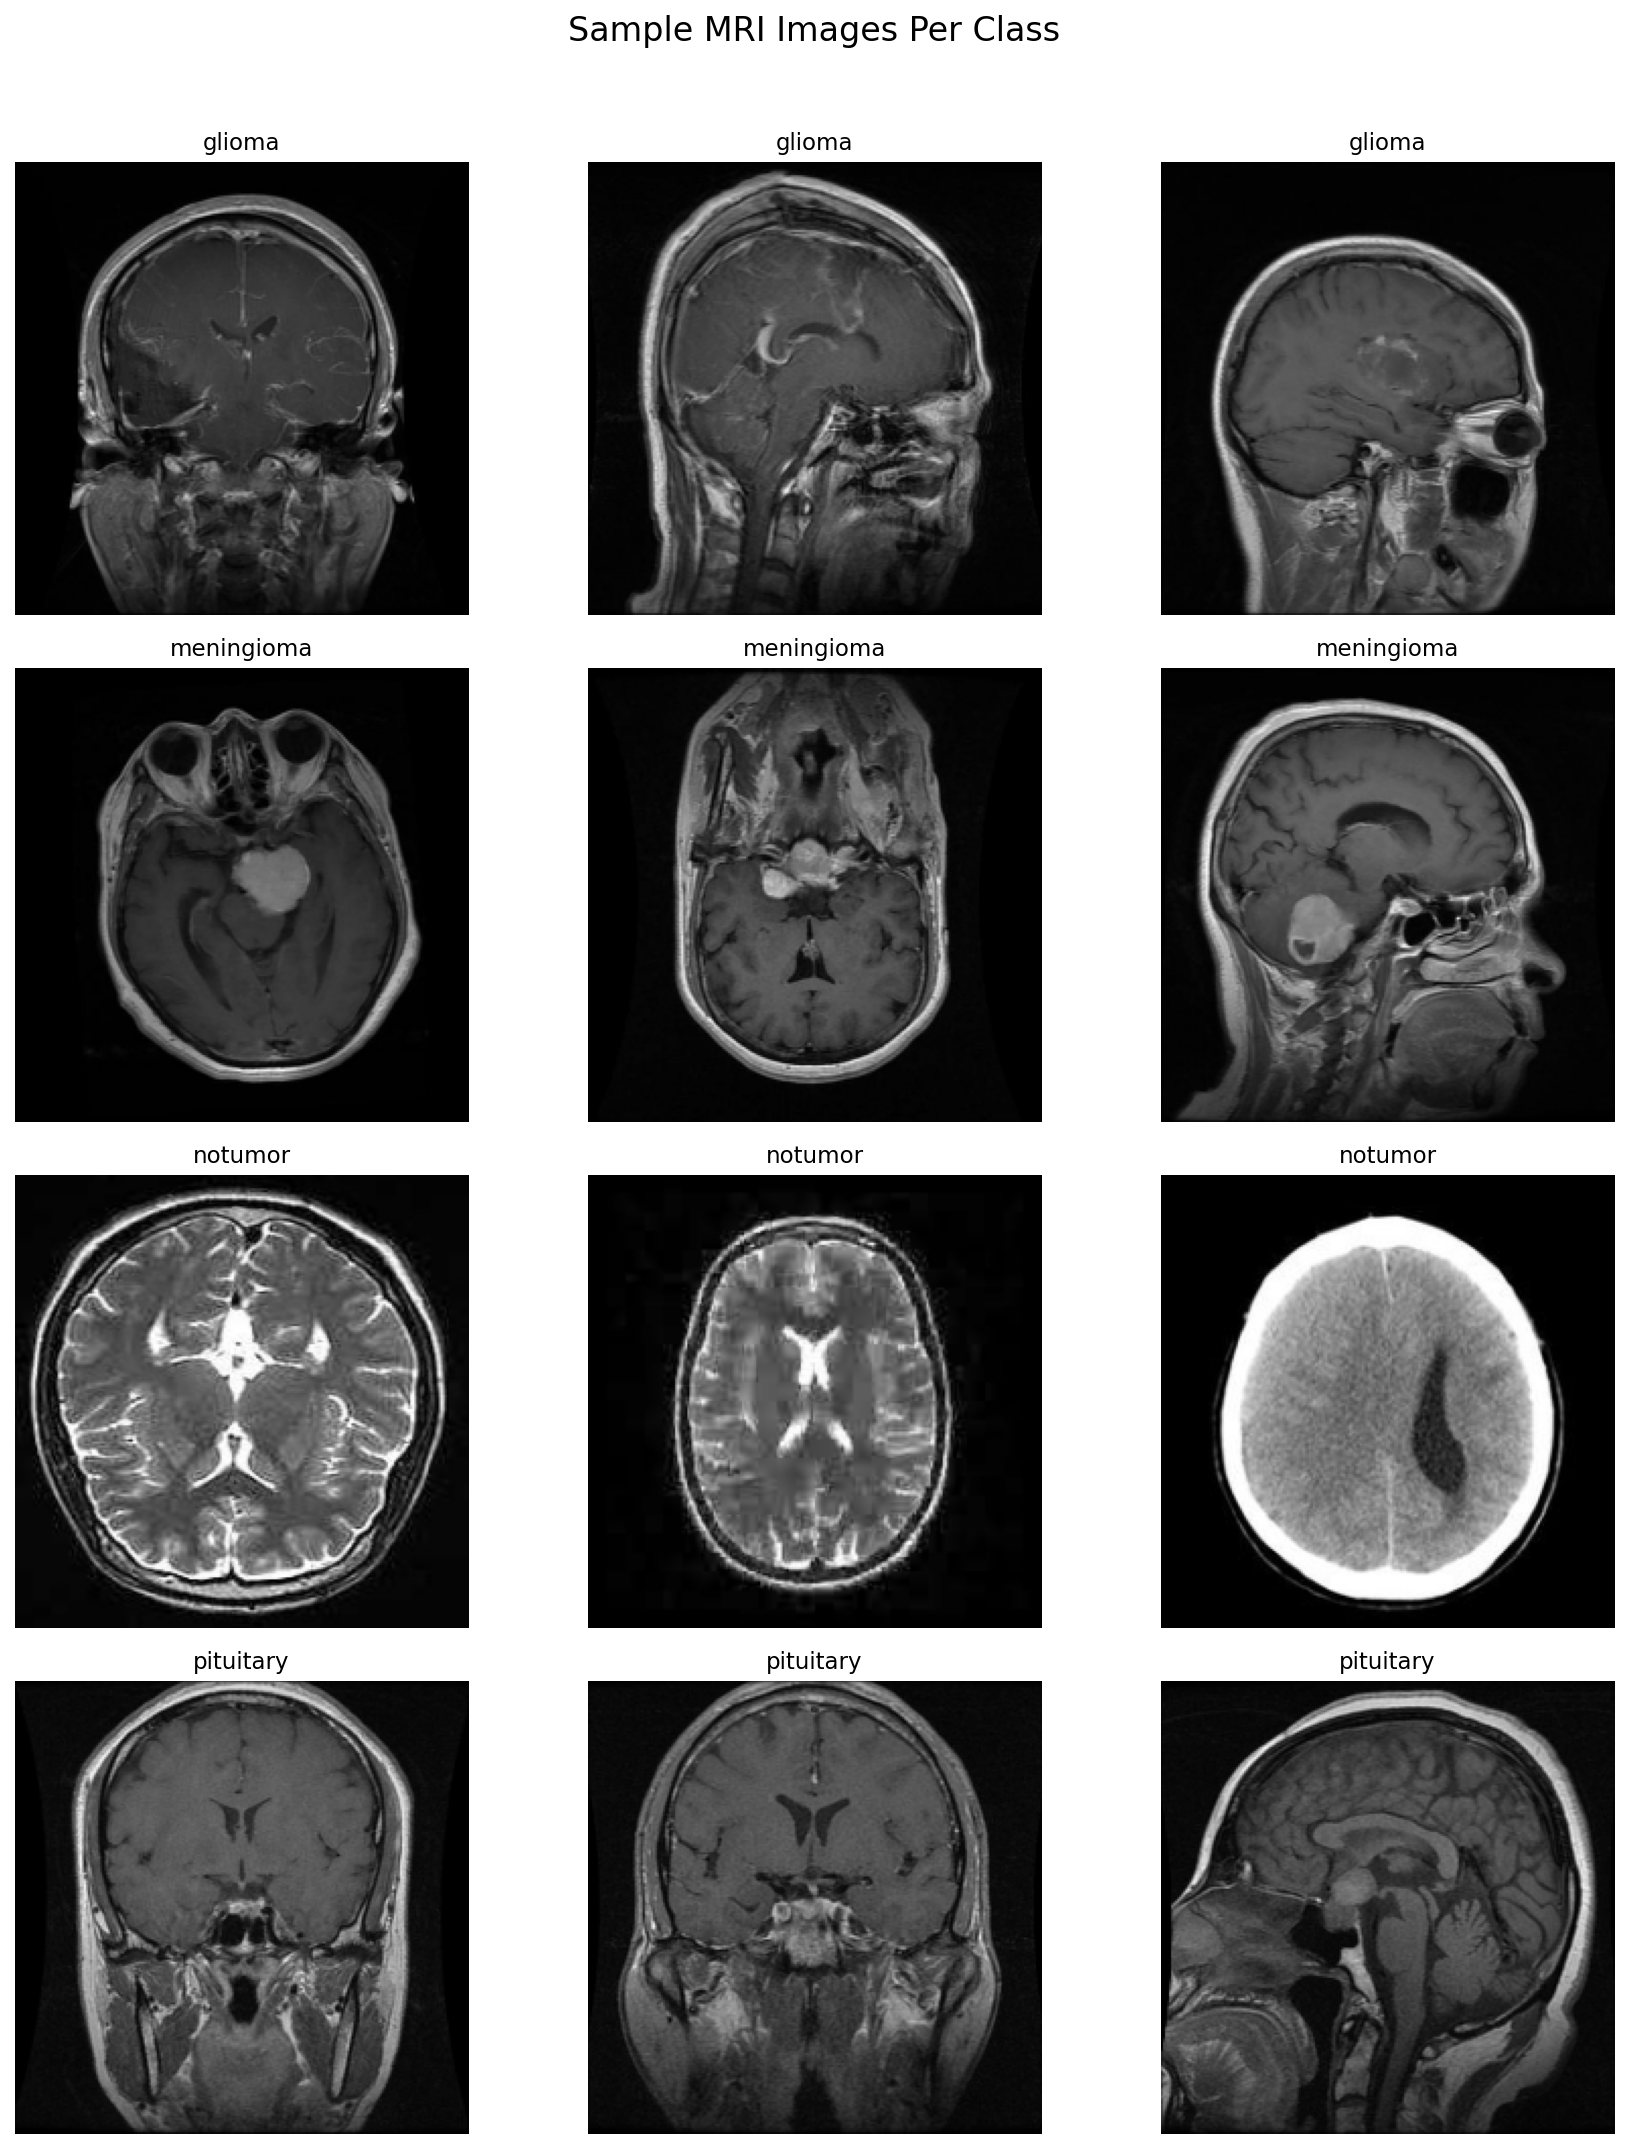 Sample MRI Images Per Class
glioma
glioma
glioma
meningioma
meningioma
meningioma
notumor
notumor
notumor
pituitary
pituitary
pituitary